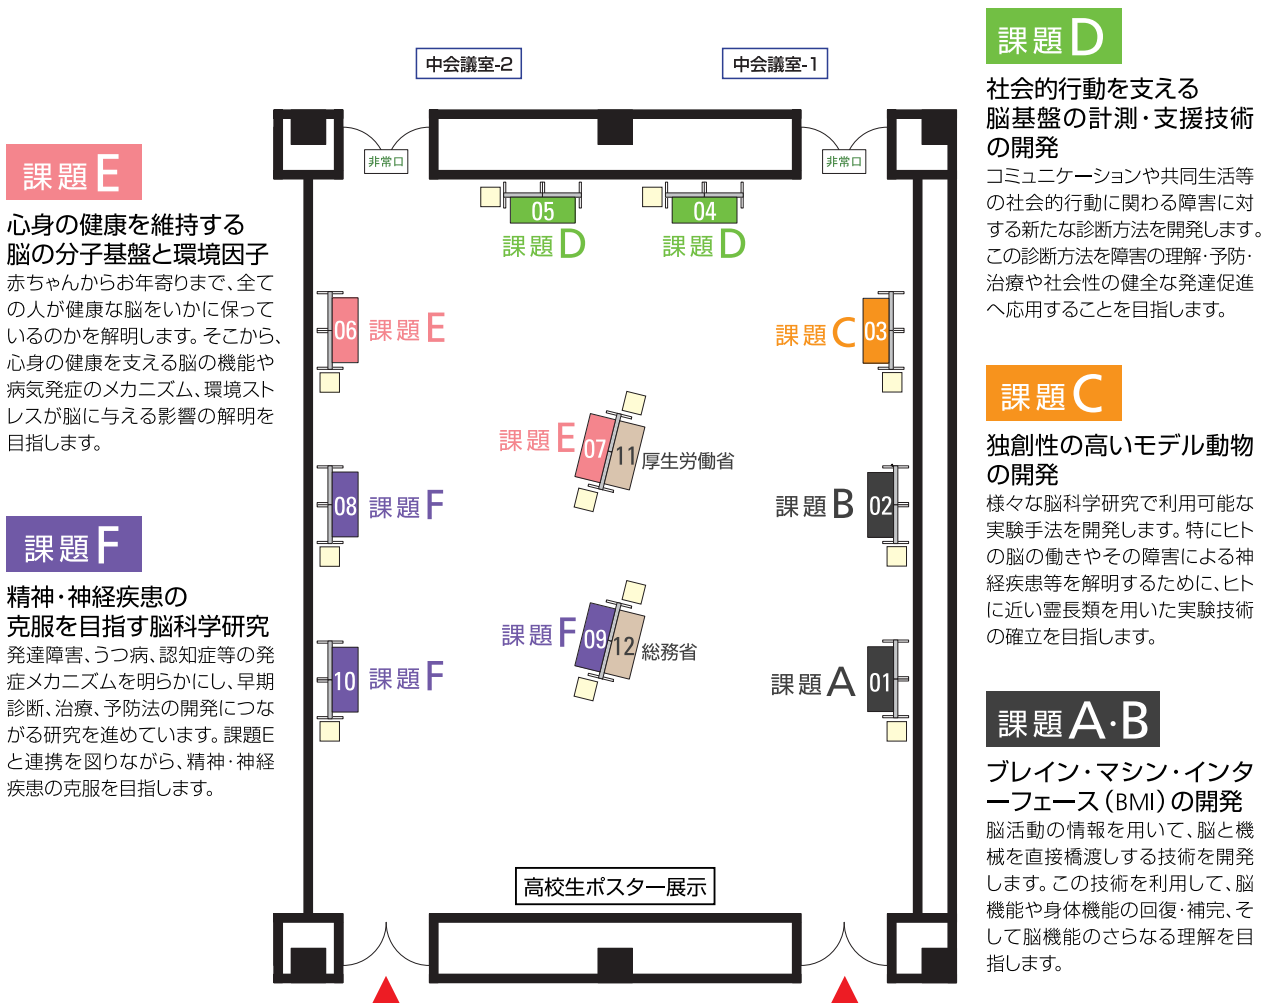 中会議室-2
中会議室-1
非常口
非常口
05
課題D
04
課題D
06
課題E
課題C
03
課題E
07
11
厚生労働省
08
課題F
課題B
02
課題F
09
12
総務省
10
課題F
課題A
01
高校生ポスター展示
課題E
心身の健康を維持する
脳の分子基盤と環境因子
赤ちゃんからお年寄りまで、全て
の人が健康な脳をいかに保って
いるのかを解明します。そこから、
心身の健康を支える脳の機能や
病気発症のメカニズム、環境スト
レスが脳に与える影響の解明を
目指します。
課題F
精神・神経疾患の
克服を目指す脳科学研究
発達障害、うつ病、認知症等の発
症メカニズムを明らかにし、早期
診断、治療、予防法の開発につな
がる研究を進めています。課題E
と連携を図りながら、精神・神経
疾患の克服を目指します。
課題D
社会的行動を支える
脳基盤の計測・支援技術
の開発
コミュニケーションや共同生活等
の社会的行動に関わる障害に対
する新たな診断方法を開発します。
この診断方法を障害の理解・予防・
治療や社会性の健全な発達促進
へ応用することを目指します。
課題C
独創性の高いモデル動物
の開発
様々な脳科学研究で利用可能な
実験手法を開発します。特にヒト
の脳の働きやその障害による神
経疾患等を解明するために、ヒト
に近い霊長類を用いた実験技術
の確立を目指します。
課題A・B
ブレイン・マシン・インタ
ーフェース(BMI)の開発
脳活動の情報を用いて、脳と機
械を直接橋渡しする技術を開発
します。この技術を利用して、脳
機能や身体機能の回復・補完、そ
して脳機能のさらなる理解を目
指します。